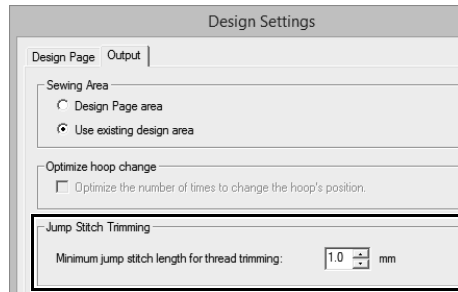 Design Settings
Design Page Output
Sewing Area
Design Page area
Use existing design area
Optimize hoop change
Optimize the number of times to change the hoop's position.
Jump Stitch Trimming
Minimum jump stitch length for thread trimming: 1.0 mm